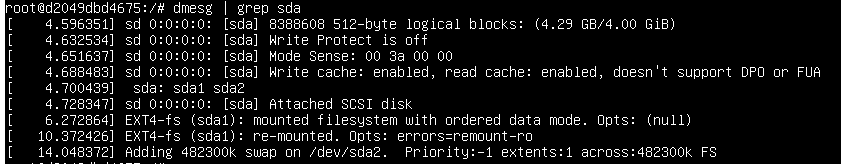 root@d2049dbd4675:/# dmesg | grep sda
[    4.596351] sd 0:0:0:0: [sda] 8388608 512-byte logical blocks: (4.29 GB/4.00 GiB)
[    4.632534] sd 0:0:0:0: [sda] Write Protect is off
[    4.651637] sd 0:0:0:0: [sda] Mode Sense: 00 3a 00 00
[    4.688483] sd 0:0:0:0: [sda] Write cache: enabled, read cache: enabled, doesn't support DPO or FUA
[    4.700439]  sda: sda1 sda2
[    4.728347] sd 0:0:0:0: [sda] Attached SCSI disk
[    6.272864] EXT4-fs (sda1): mounted filesystem with ordered data mode. Opts: (null)
[   10.372426] EXT4-fs (sda1): re-mounted. Opts: errors=remount-ro
[   14.048372] Adding 482300k swap on /dev/sda2.  Priority:-1 extents:1 across:482300k FS